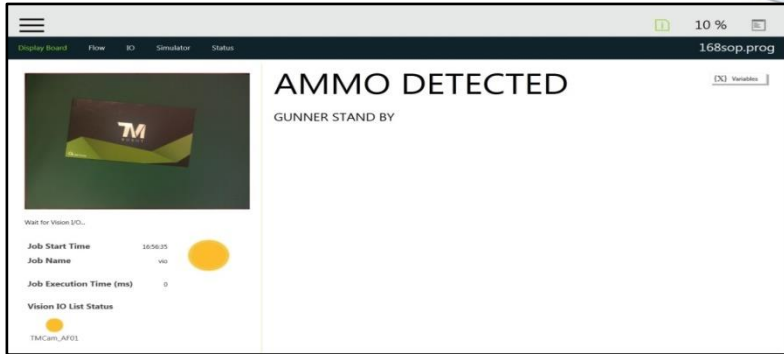 10 %
Display Board Flow IO Simulator Status
168sop.prog
AMMO DETECTED
GUNNER STAND BY
(X) Variables
TM
ROBOT
Wait for Vision I/O...
Job Start Time 16:56:35
Job Name vio
Job Execution Time (ms) 0
Vision IO List Status
TMCam_AF01